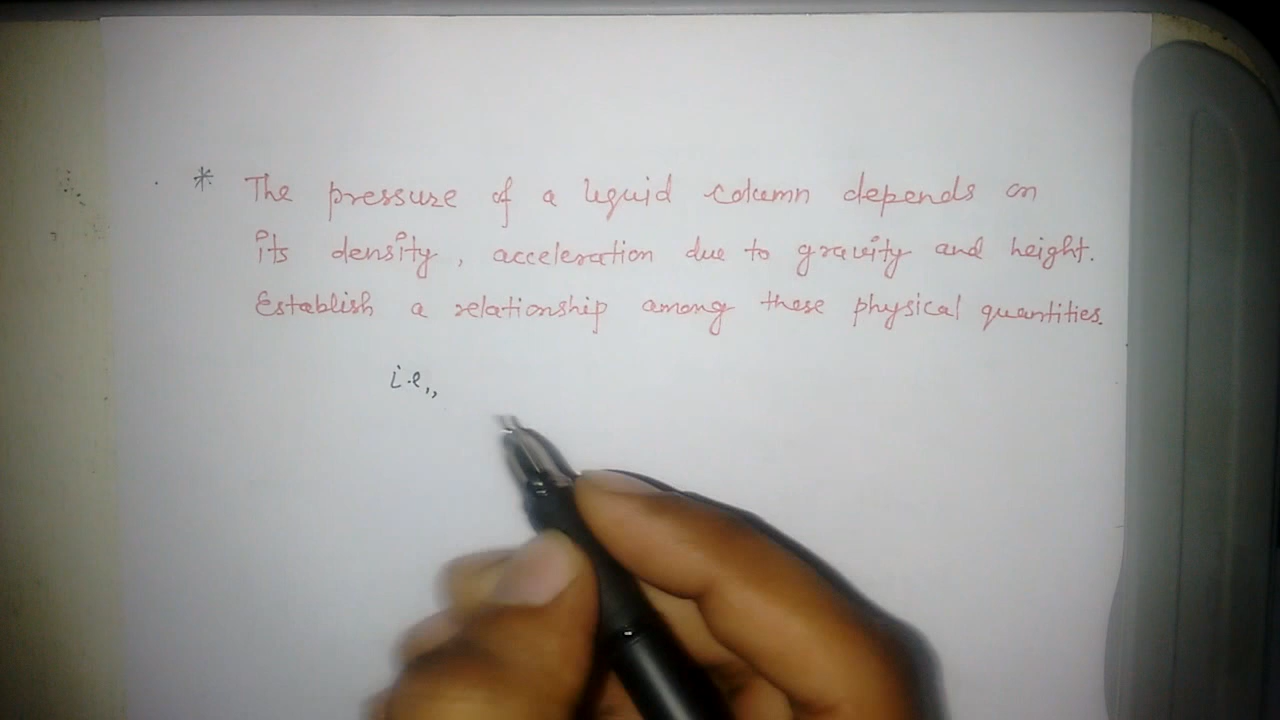 * The pressure of a liquid column depends on
its density, acceleration due to gravity and height.
Establish a relationship among these physical quantities.
i.e.,,